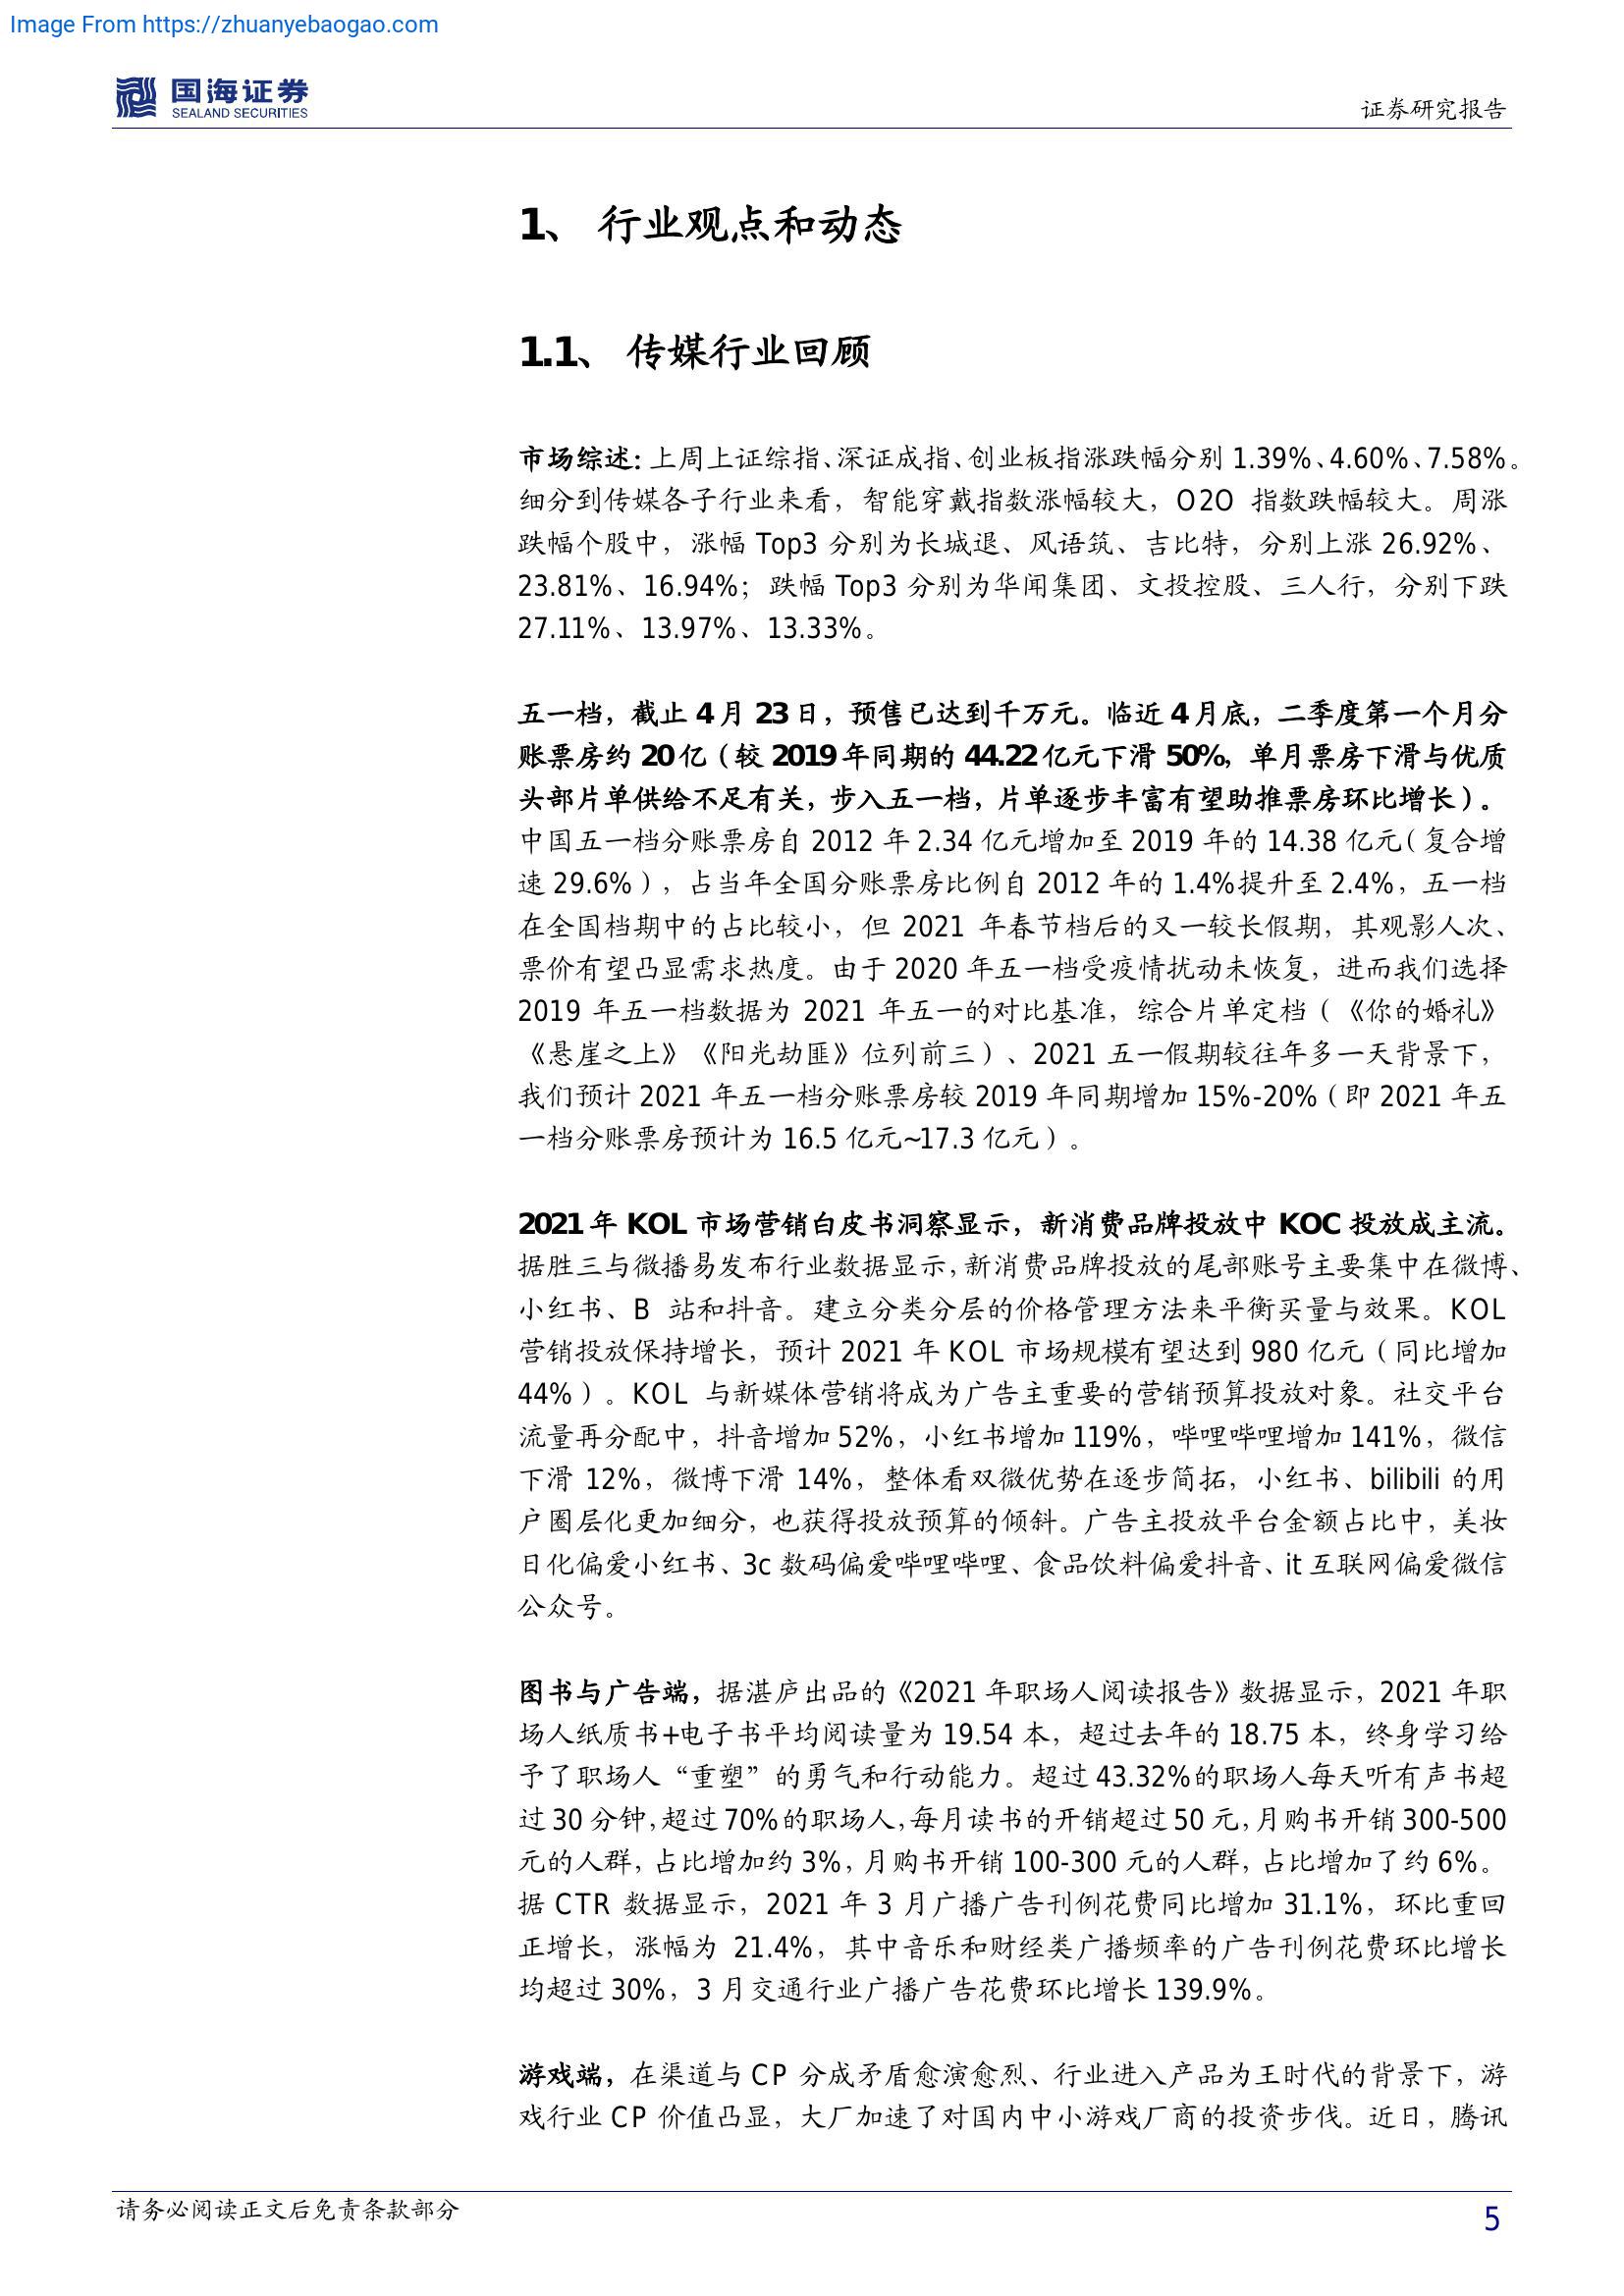 Image From https://zhuanyebaogao.com
国海证券
SEALAND SECURITIES
证券研究报告
1、 行业观点和动态
1.1、 传媒行业回顾
市场综述：上周上证综指、深证成指、创业板指涨跌幅分别 1.39%、4.60%、7.58%。
细分到传媒各子行业来看，智能穿戴指数涨幅较大，O2O 指数跌幅较大。周涨
跌幅个股中，涨幅 Top3 分别为长城退、风语筑、吉比特，分别上涨 26.92%、
23.81%、16.94%；跌幅 Top3 分别为华闻集团、文投控股、三人行，分别下跌
27.11%、13.97%、13.33%。
五一档，截止 4 月 23 日，预售已达到千万元。临近 4 月底，二季度第一个月分
账票房约 20 亿（较 2019 年同期的 44.22 亿元下滑 50%，单月票房下滑与优质
头部片单供给不足有关，步入五一档，片单逐步丰富有望助推票房环比增长）。
中国五一档分账票房自 2012 年 2.34 亿元增加至 2019 年的 14.38 亿元（复合增
速 29.6%），占当年全国分账票房比例自 2012 年的 1.4%提升至 2.4%，五一档
在全国档期中的占比较小，但 2021 年春节档后的又一较长假期，其观影人次、
票价有望凸显需求热度。由于 2020 年五一档受疫情扰动未恢复，进而我们选择
2019 年五一档数据为 2021 年五一的对比基准，综合片单定档（《你的婚礼》
《悬崖之上》《阳光劫匪》位列前三）、2021 五一假期较往年多一天背景下，
我们预计 2021 年五一档分账票房较 2019 年同期增加 15%-20%（即 2021 年五
一档分账票房预计为 16.5 亿元~17.3 亿元）。
2021 年 KOL 市场营销白皮书洞察显示，新消费品牌投放中 KOC 投放成主流。
据胜三与微播易发布行业数据显示，新消费品牌投放的尾部账号主要集中在微博、
小红书、B 站和抖音。建立分类分层的价格管理方法来平衡买量与效果。KOL
营销投放保持增长，预计 2021 年 KOL 市场规模有望达到 980 亿元（同比增加
44%）。KOL 与新媒体营销将成为广告主重要的营销预算投放对象。社交平台
流量再分配中，抖音增加 52%，小红书增加 119%，哔哩哔哩增加 141%，微信
下滑 12%，微博下滑 14%，整体看双微优势在逐步简拓，小红书、bilibili 的用
户圈层化更加细分，也获得投放预算的倾斜。广告主投放平台金额占比中，美妆
日化偏爱小红书、3c 数码偏爱哔哩哔哩、食品饮料偏爱抖音、it 互联网偏爱微信
公众号。
图书与广告端，据湛庐出品的《2021 年职场人阅读报告》数据显示，2021 年职
场人纸质书+电子书平均阅读量为 19.54 本，超过去年的 18.75 本，终身学习给
予了职场人“重塑”的勇气和行动能力。超过 43.32%的职场人每天听有声书超
过 30 分钟，超过 70%的职场人，每月读书的开销超过 50 元，月购书开销 300-500
元的人群，占比增加约 3%，月购书开销 100-300 元的人群，占比增加了约 6%。
据 CTR 数据显示，2021 年 3 月广播广告刊例花费同比增加 31.1%，环比重回
正增长，涨幅为 21.4%，其中音乐和财经类广播频率的广告刊例花费环比增长
均超过 30%，3 月交通行业广播广告花费环比增长 139.9%。
游戏端，在渠道与 CP 分成矛盾愈演愈烈、行业进入产品为王时代的背景下，游
戏行业 CP 价值凸显，大厂加速了对国内中小游戏厂商的投资步伐。近日，腾讯
请务必阅读正文后免责条款部分
5